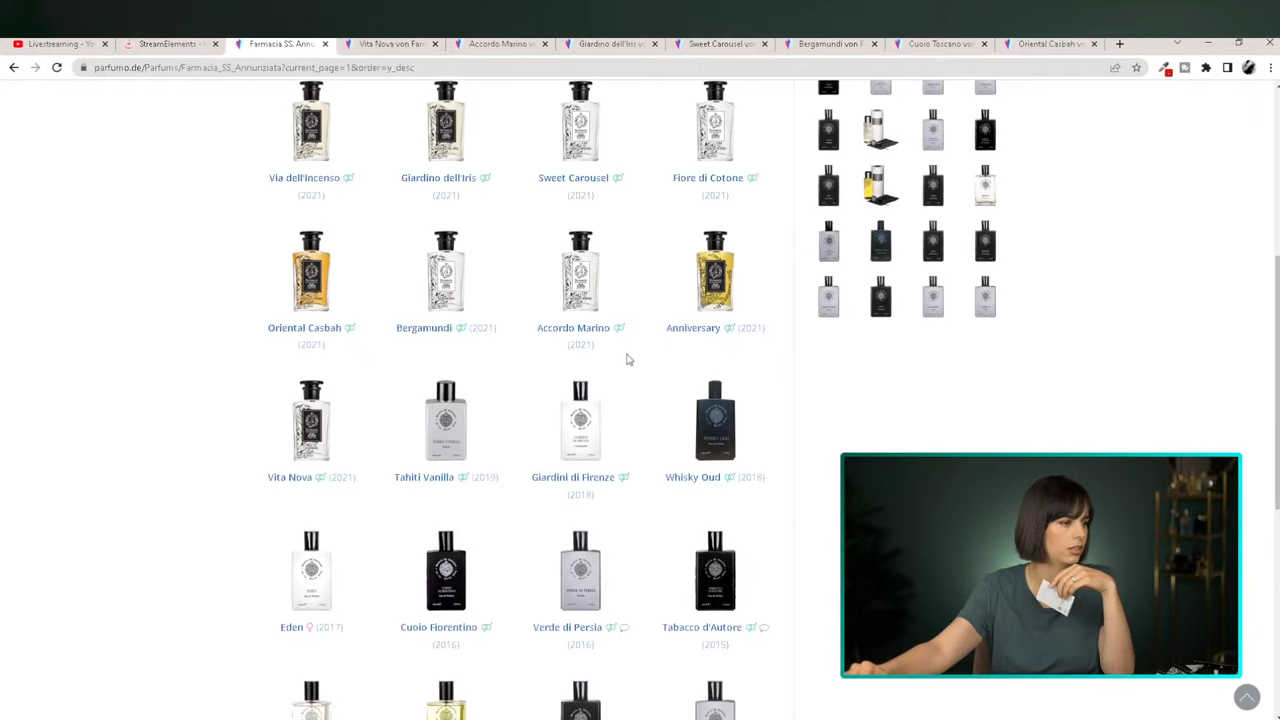 Livestreaming - Yo
StreamElements -
Farmacia SS. Annu
Vita Nova von Farm
Accordo Marino vo
Giardino dell'Iris vo
Sweet Carousel vo
Bergamundi von F
Cuoio Toscano von
Oriental Casbah vo
parfumo.de/Parfums/Farmacia_SS_Annunziata?current_page=1&order=y_desc
Via dell'Incenso
Giardino dell'Iris
Sweet Carousel
Fiore di Cotone
(2021)
(2021)
(2021)
(2021)
Oriental Casbah
Bergamundi (2021)
Accordo Marino
Anniversary (2021)
(2021)
(2021)
Vita Nova (2021)
Tahiti Vanilla (2019)
Giardini di Firenze
Whisky Oud (2018)
(2018)
Eden (2017)
Cuoio Fiorentino
Verde di Persia
Tabacco d'Autore
(2016)
(2016)
(2015)